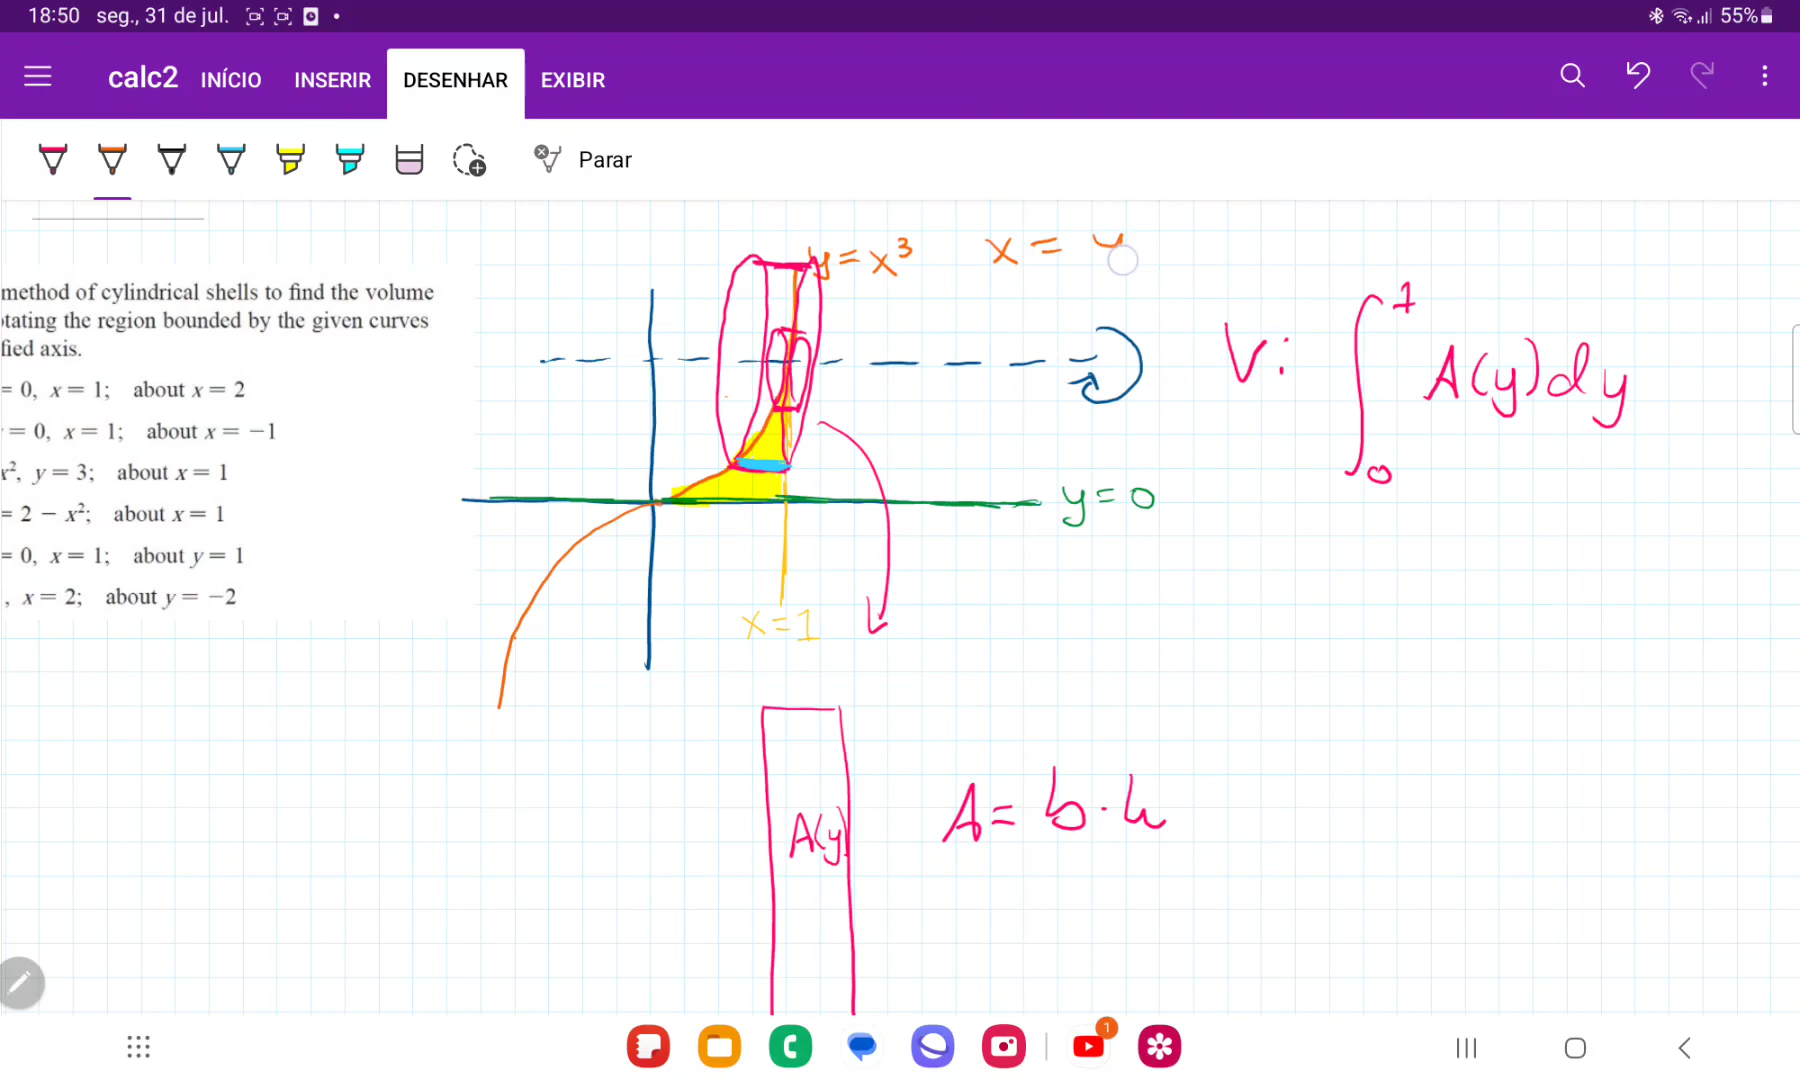 18:50 seg., 31 de jul.
55%
calc2 INÍCIO INSERIR DESENHAR EXIBIR
Parar
method of cylindrical shells to find the volume
tating the region bounded by the given curves
fied axis.
= 0, x = 1; about x = 2
= 0, x = 1; about x = −1
x², y = 3; about x = 1
= 2 − x²; about x = 1
= 0, x = 1; about y = 1
, x = 2; about y = −2
y = x³
x =
y = 0
x = 1
V: ∫₀¹ A(y)dy
A(y)
A = b · h
1